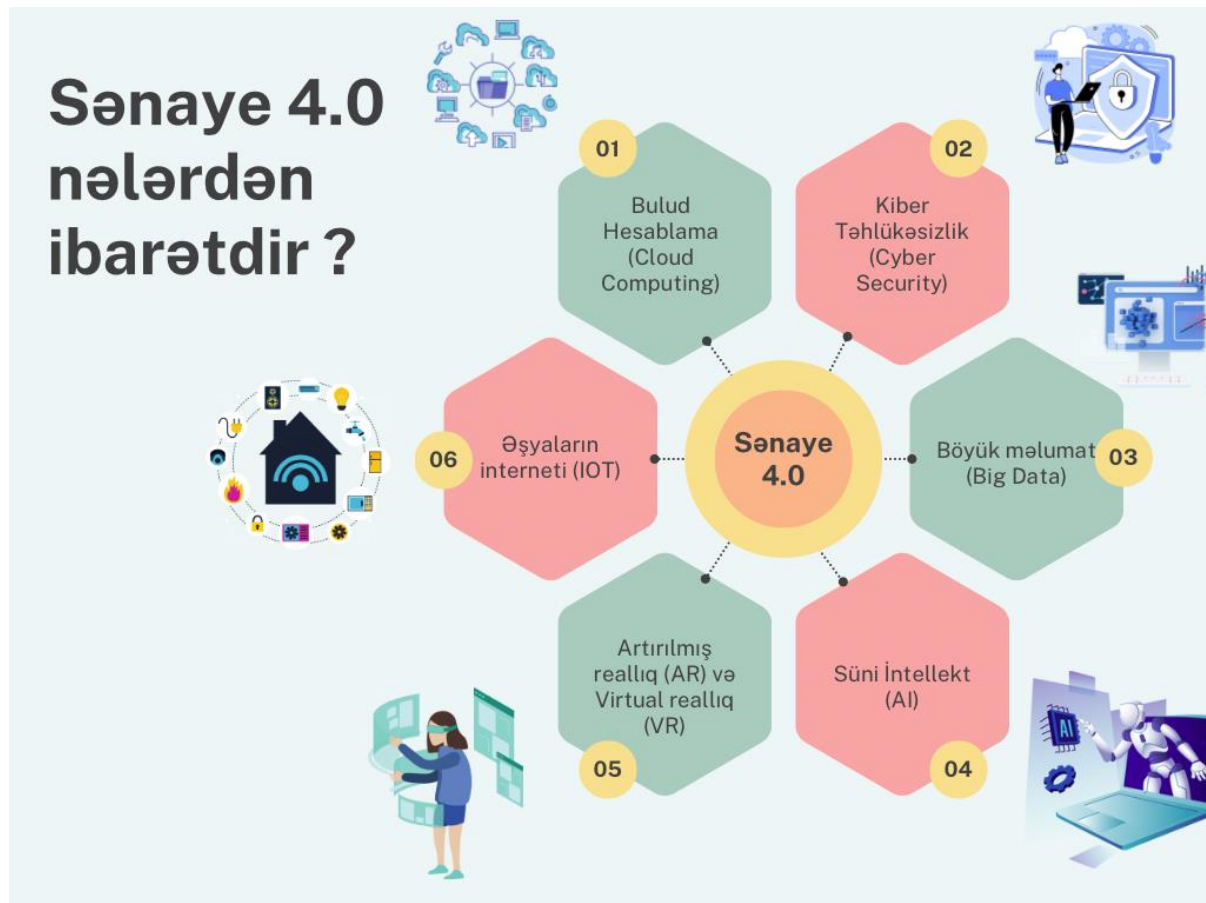 Sənaye 4.0
nələrdən
ibarətdir ?
01
Bulud
Hesablama
(Cloud
Computing)
02
Kiber
Təhlükəsizlik
(Cyber
Security)
03
Böyük məlumat
(Big Data)
04
Süni İntellekt
(AI)
05
Artırılmış
reallıq (AR) və
Virtual reallıq
(VR)
06
Əşyaların
interneti (IOT)
Sənaye
4.0
AI